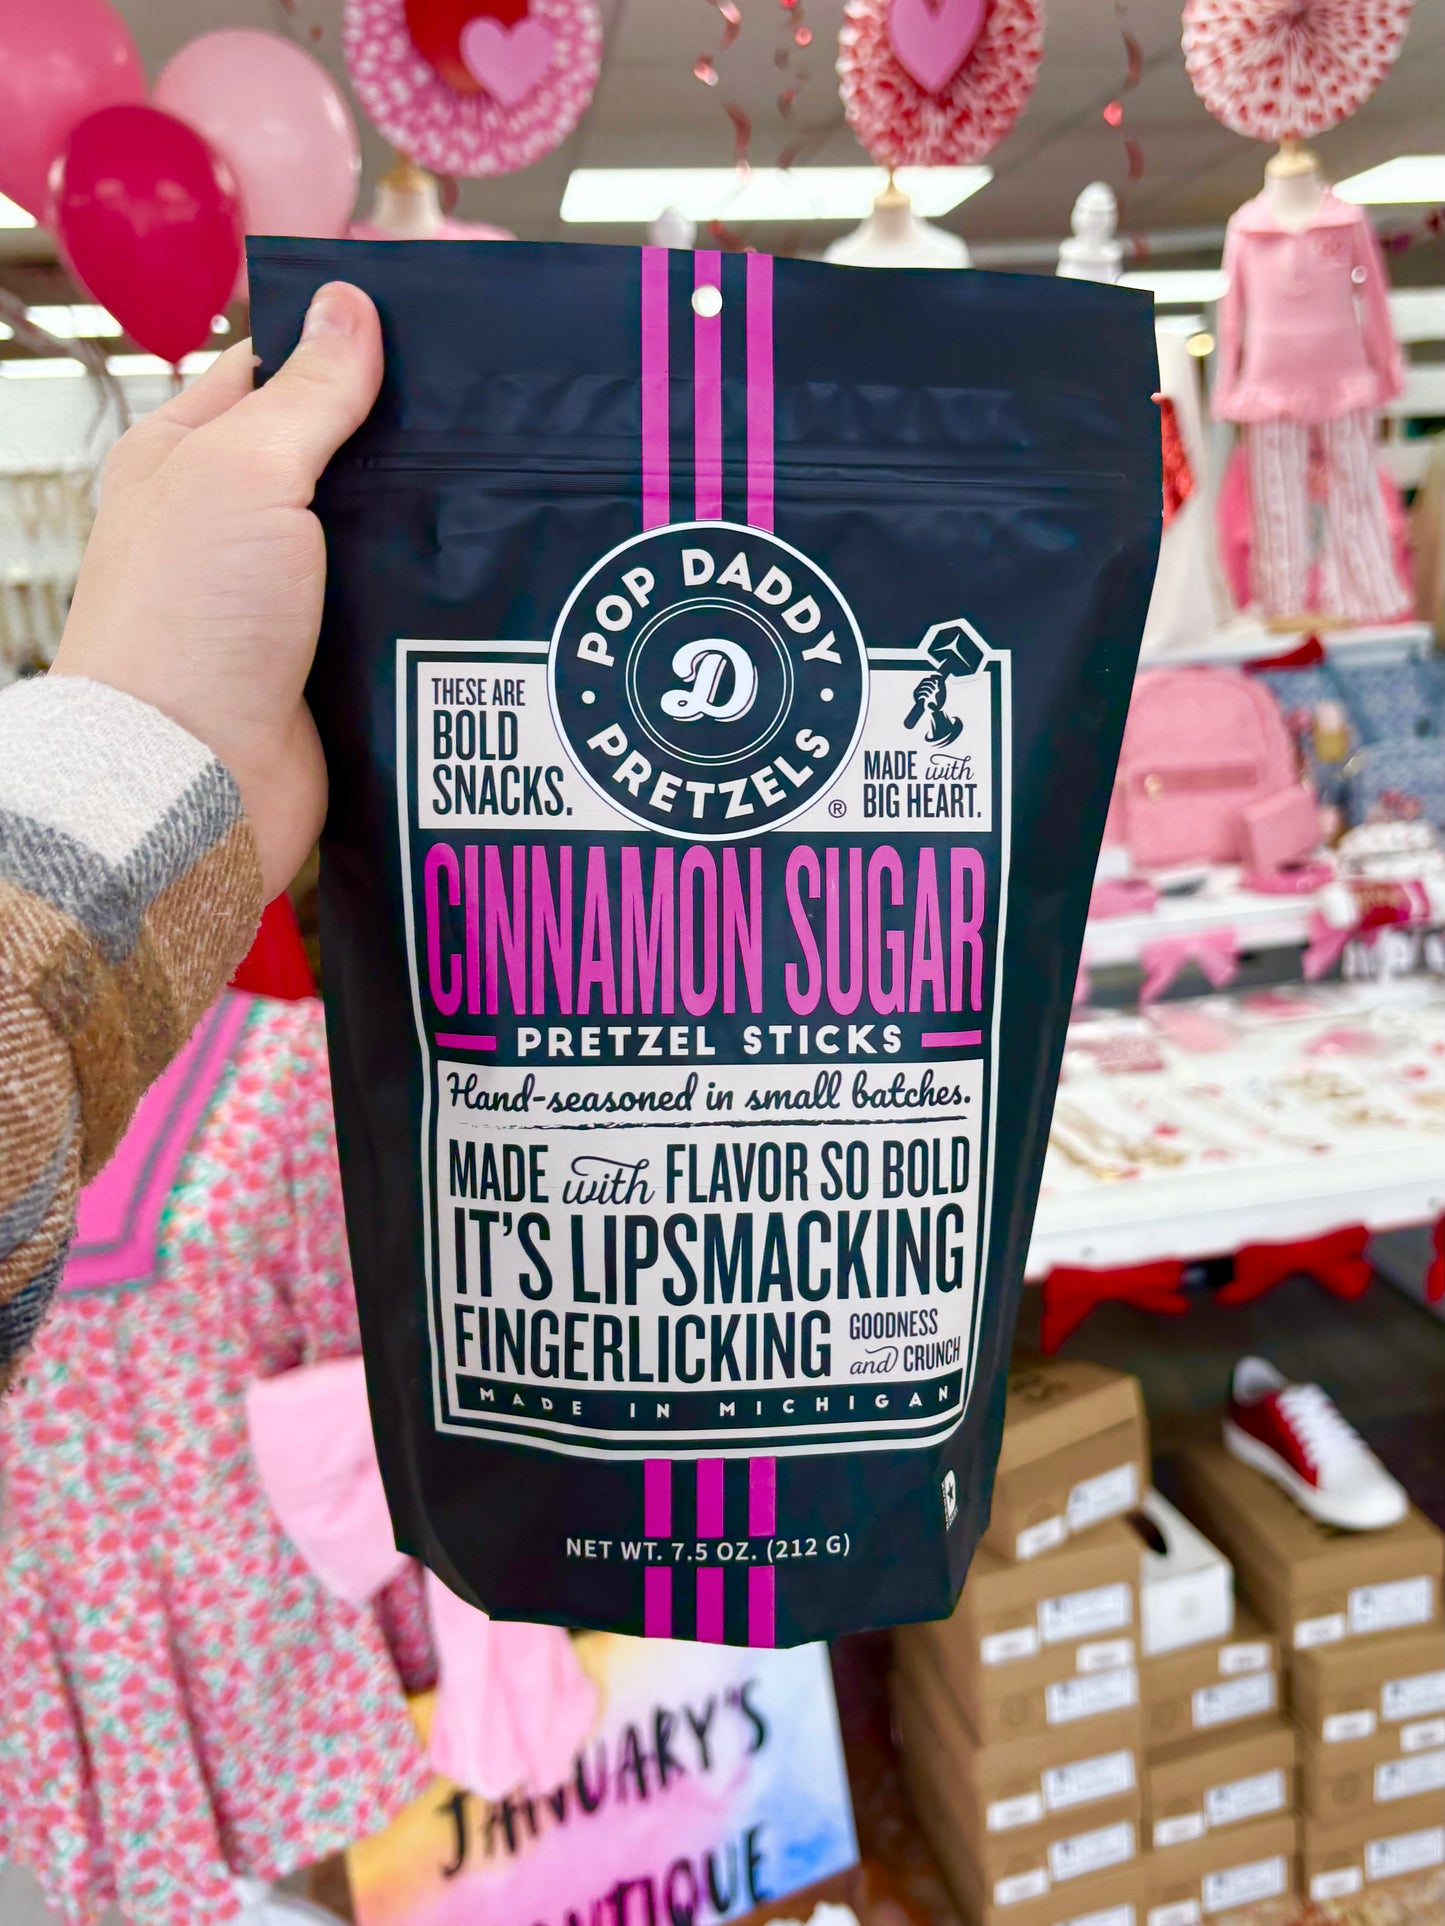 POP DADDY
D
PRETZELS
®
THESE ARE
BOLD
SNACKS.
MADE with
BIG HEART.
CINNAMON SUGAR
PRETZEL STICKS
Hand-seasoned in small batches.
MADE with FLAVOR SO BOLD
IT'S LIPSMACKING
FINGERLICKING
GOODNESS
and CRUNCH
MADE IN MICHIGAN
NET WT. 7.5 OZ. (212 G)
JANUARY'S